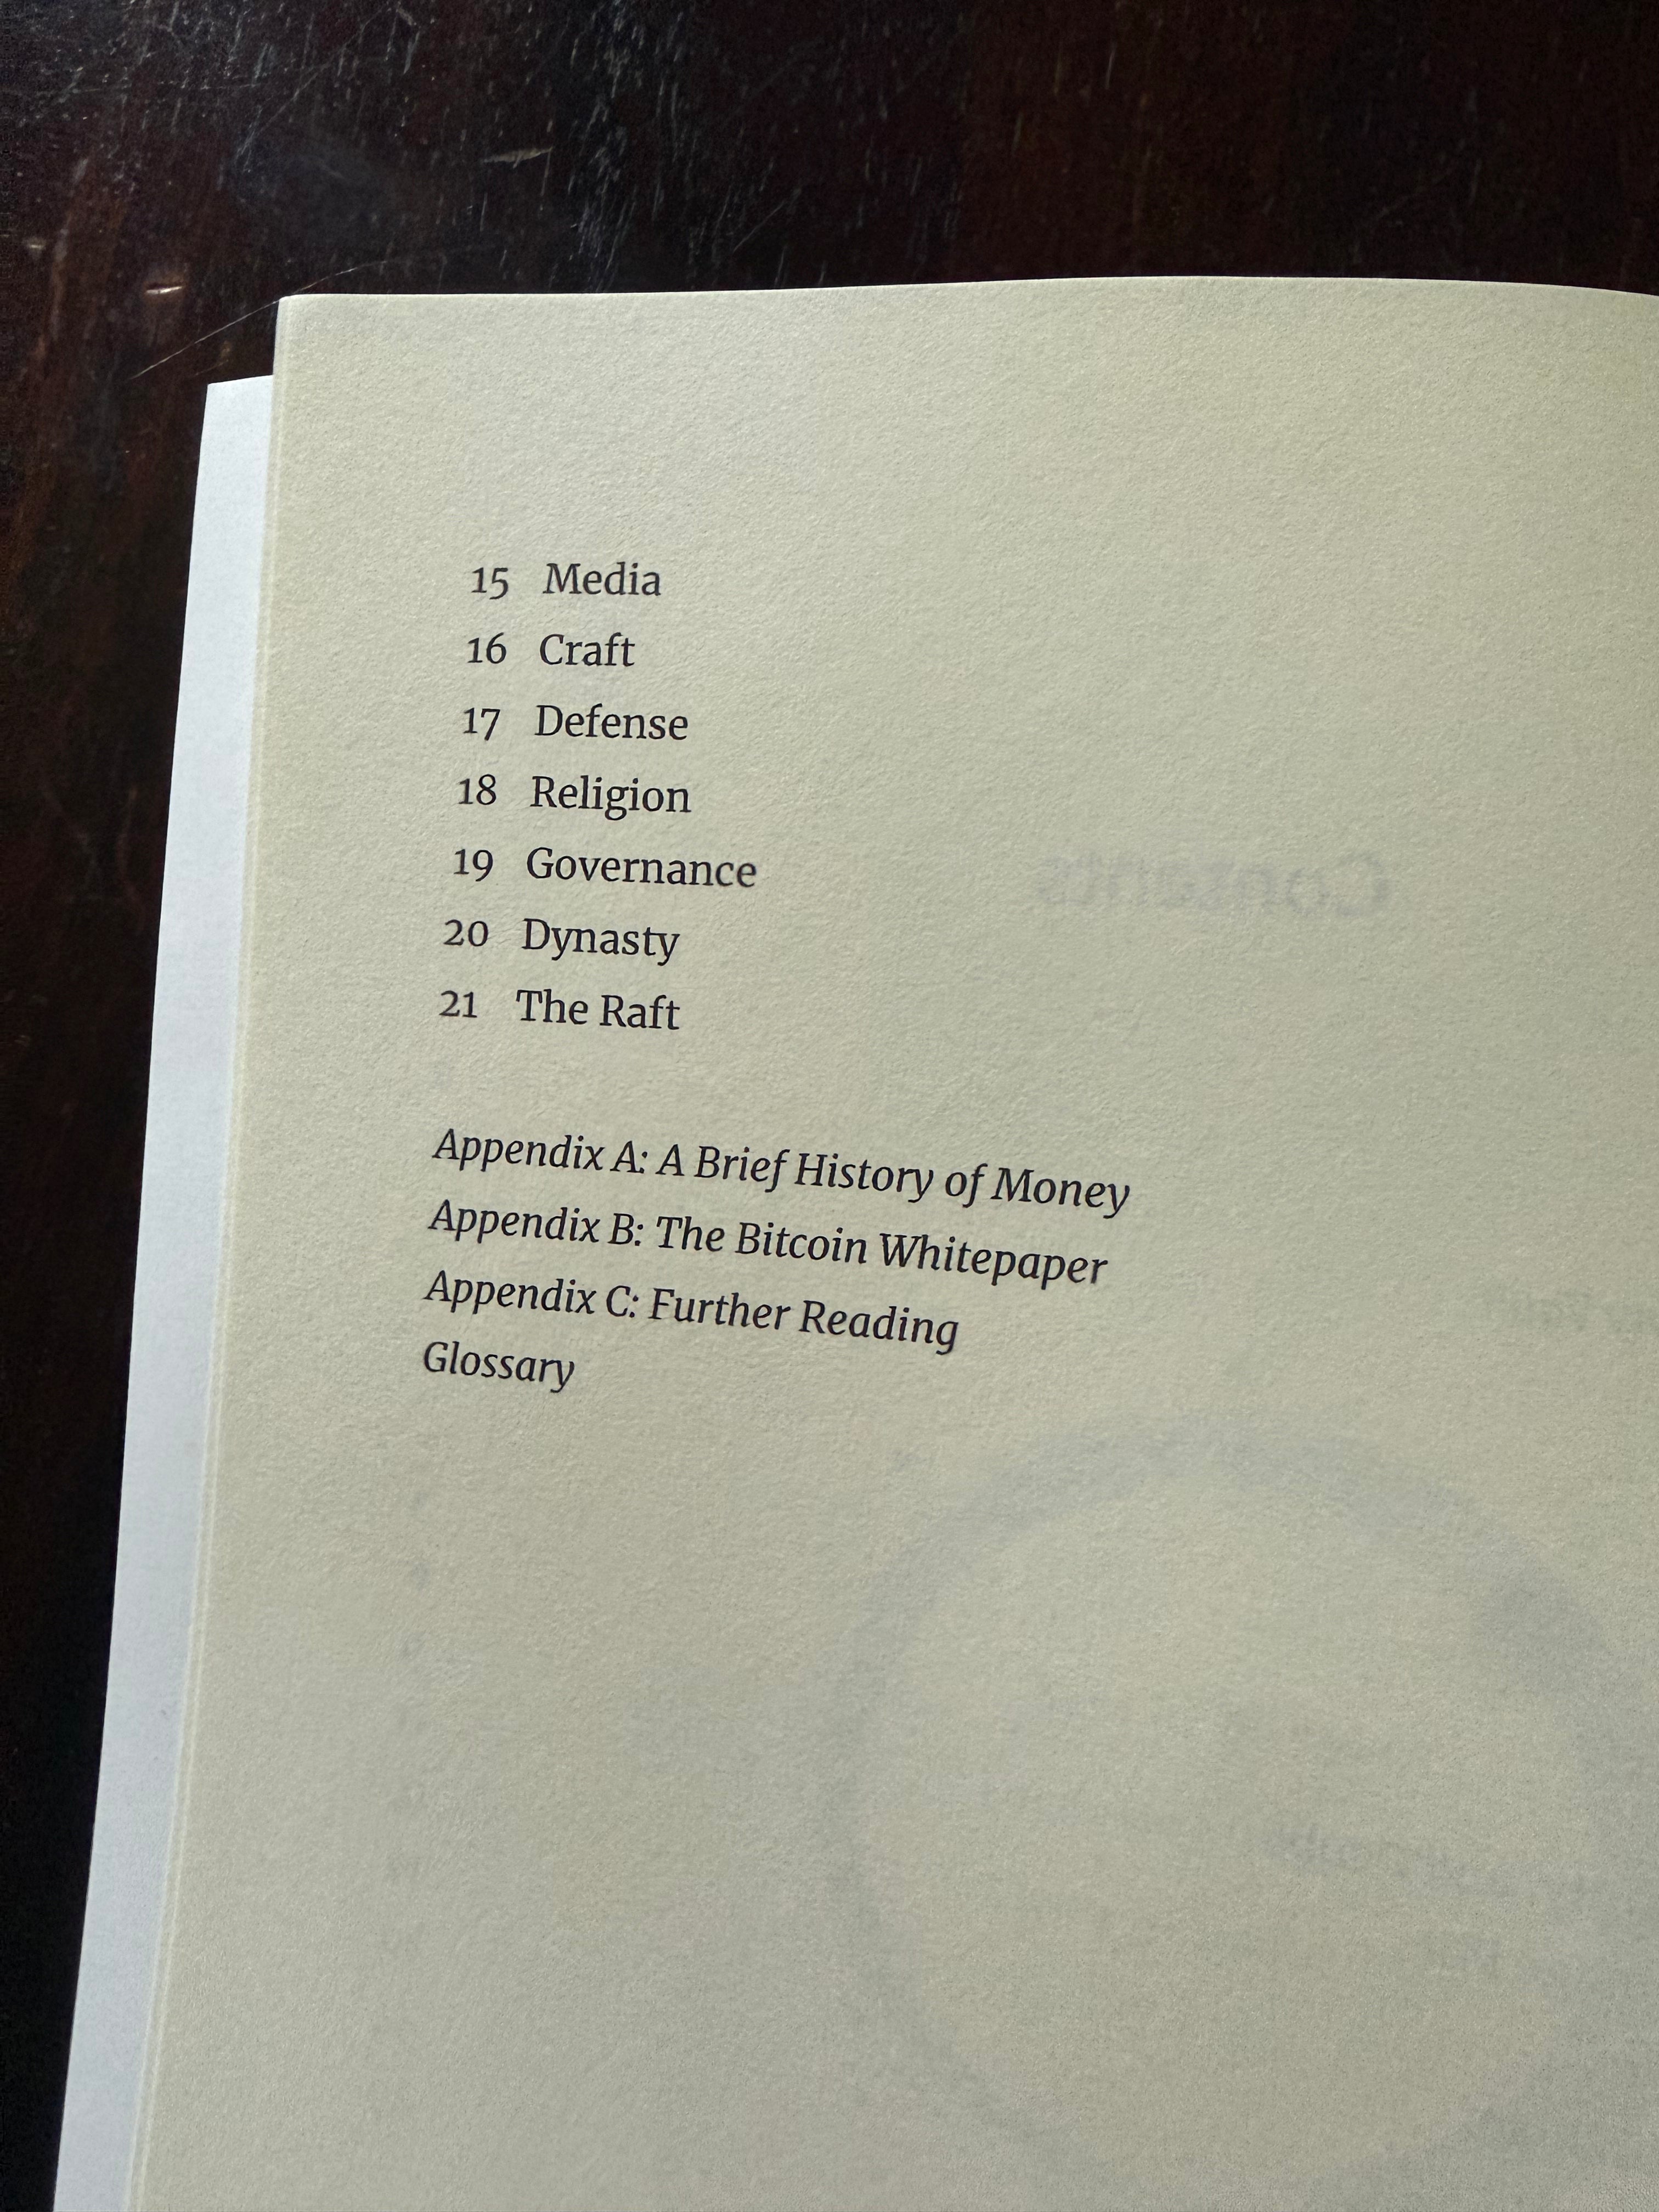 15 Media
16 Craft
17 Defense
18 Religion
19 Governance
20 Dynasty
21 The Raft
Appendix A: A Brief History of Money
Appendix B: The Bitcoin Whitepaper
Appendix C: Further Reading
Glossary